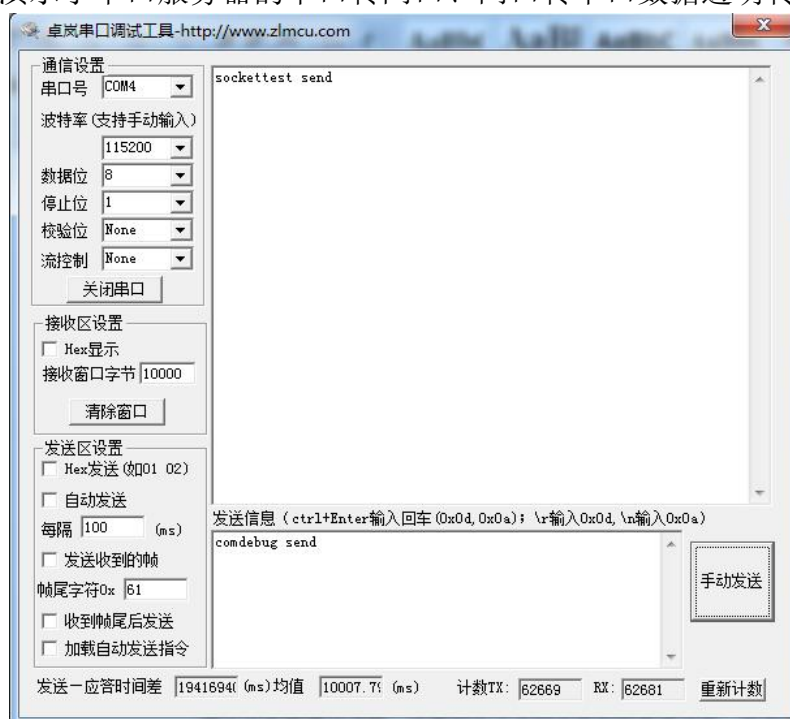 卓岚串口调试工具-http://www.zlmcu.com
通信设置
串口号 COM4
波特率(支持手动输入)
115200
数据位 8
停止位 1
校验位 None
流控制 None
关闭串口
接收区设置
Hex显示
接收窗口字节 10000
清除窗口
发送区设置
Hex发送(如01 02)
自动发送
每隔 100 (ms)
发送收到的帧
帧尾字符0x 61
收到帧尾后发送
加载自动发送指令
sockettest send
发送信息(ctrl+Enter输入回车(0x0d,0x0a); \r输入0x0d,\n输入0x0a)
comdebug send
手动发送
发送一应答时间差 1941694( (ms)均值 10007.7 (ms) 计数TX: 62669 RX: 62681 重新计数